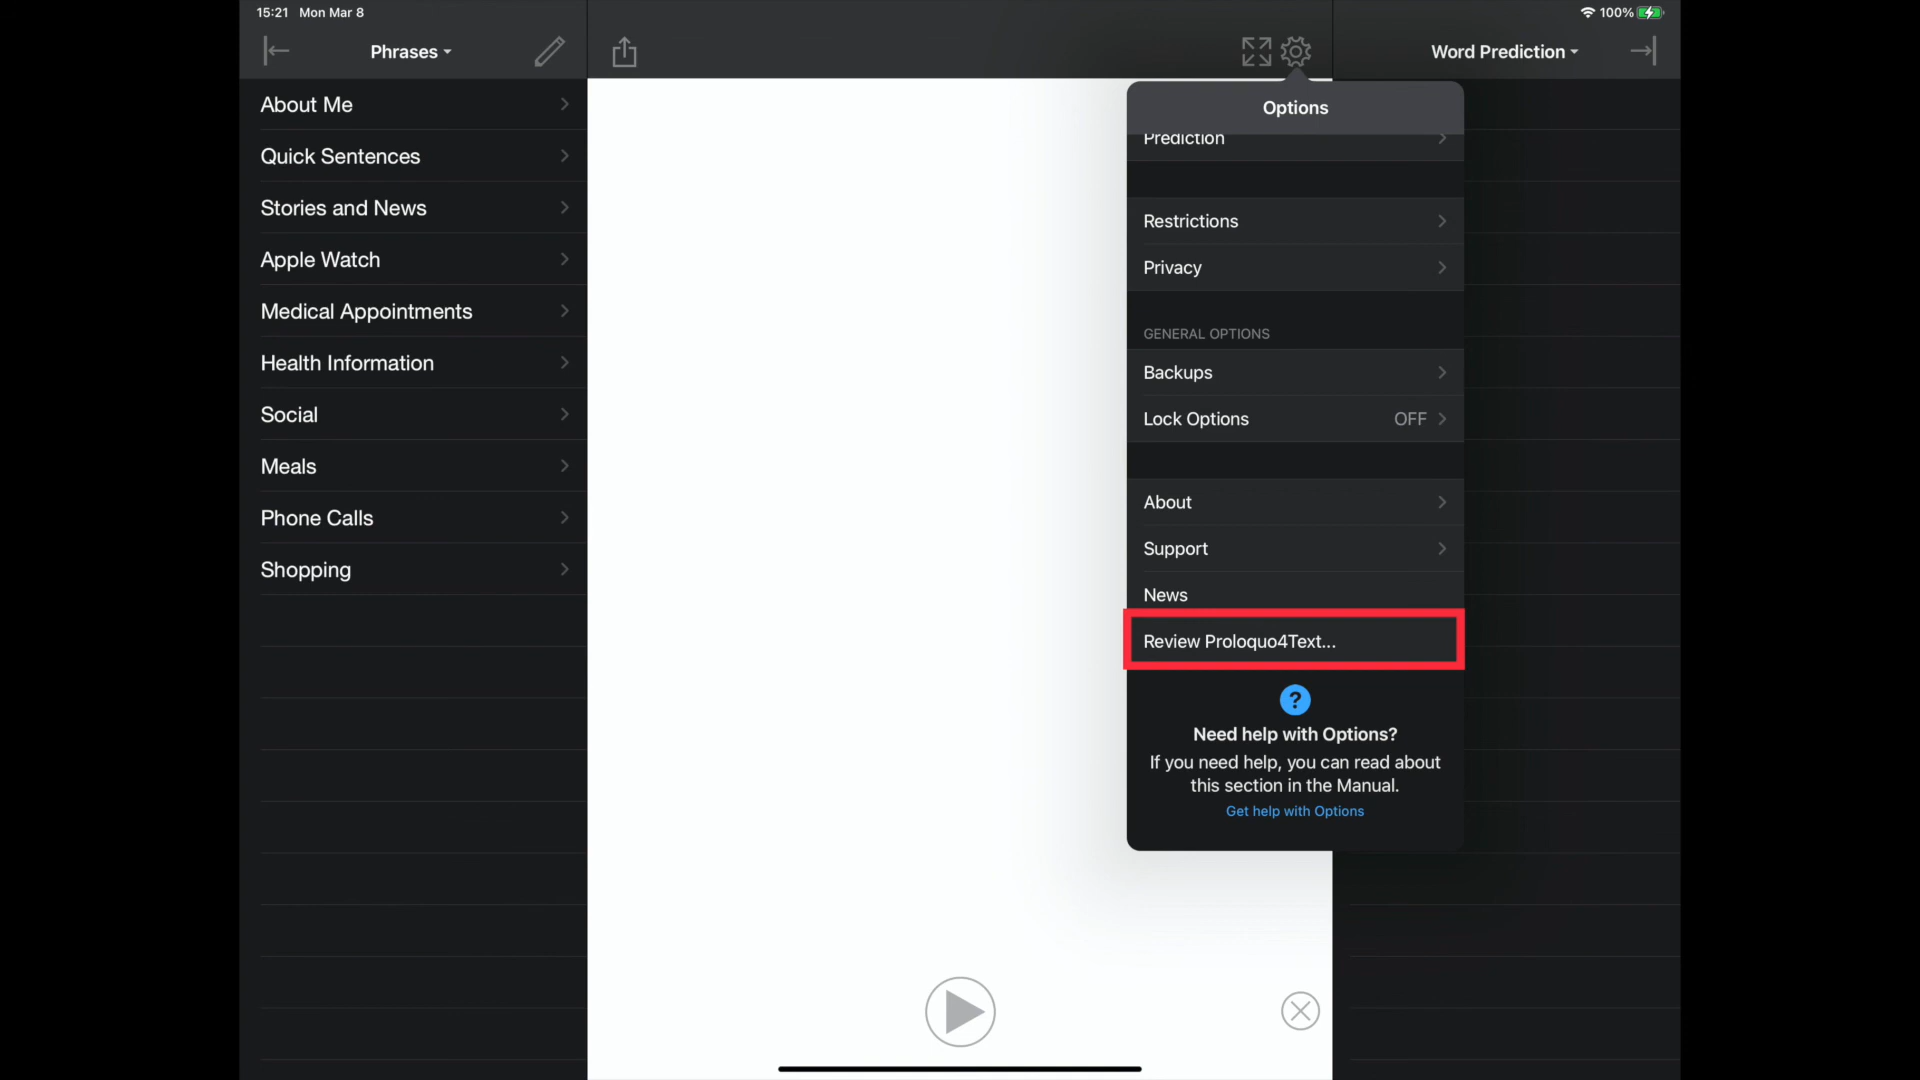 15:21 Mon Mar 8
100%
Phrases
Word Prediction
About Me
Quick Sentences
Stories and News
Apple Watch
Medical Appointments
Health Information
Social
Meals
Phone Calls
Shopping
Options
Prediction
Restrictions
Privacy
GENERAL OPTIONS
Backups
Lock Options OFF
About
Support
News
Review Proloquo4Text...
?
Need help with Options?
If you need help, you can read about
this section in the Manual.
Get help with Options